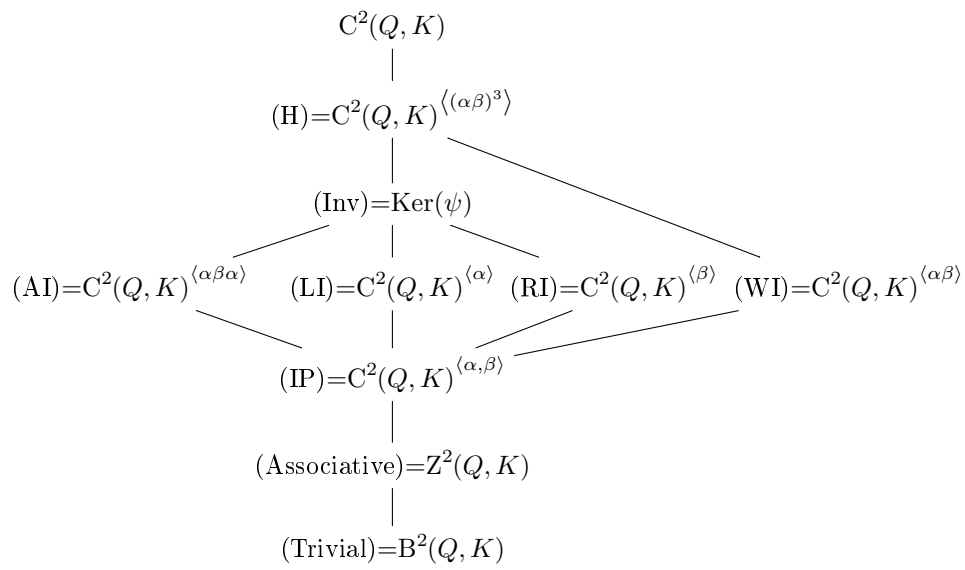 C²(Q, K)
(H)=C²(Q, K)^⟨(αβ)³⟩
(Inv)=Ker(ψ)
(AI)=C²(Q, K)^⟨αβα⟩ (LI)=C²(Q, K)^⟨α⟩ (RI)=C²(Q, K)^⟨β⟩ (WI)=C²(Q, K)^⟨αβ⟩
(IP)=C²(Q, K)^⟨α,β⟩
(Associative)=Z²(Q, K)
(Trivial)=B²(Q, K)